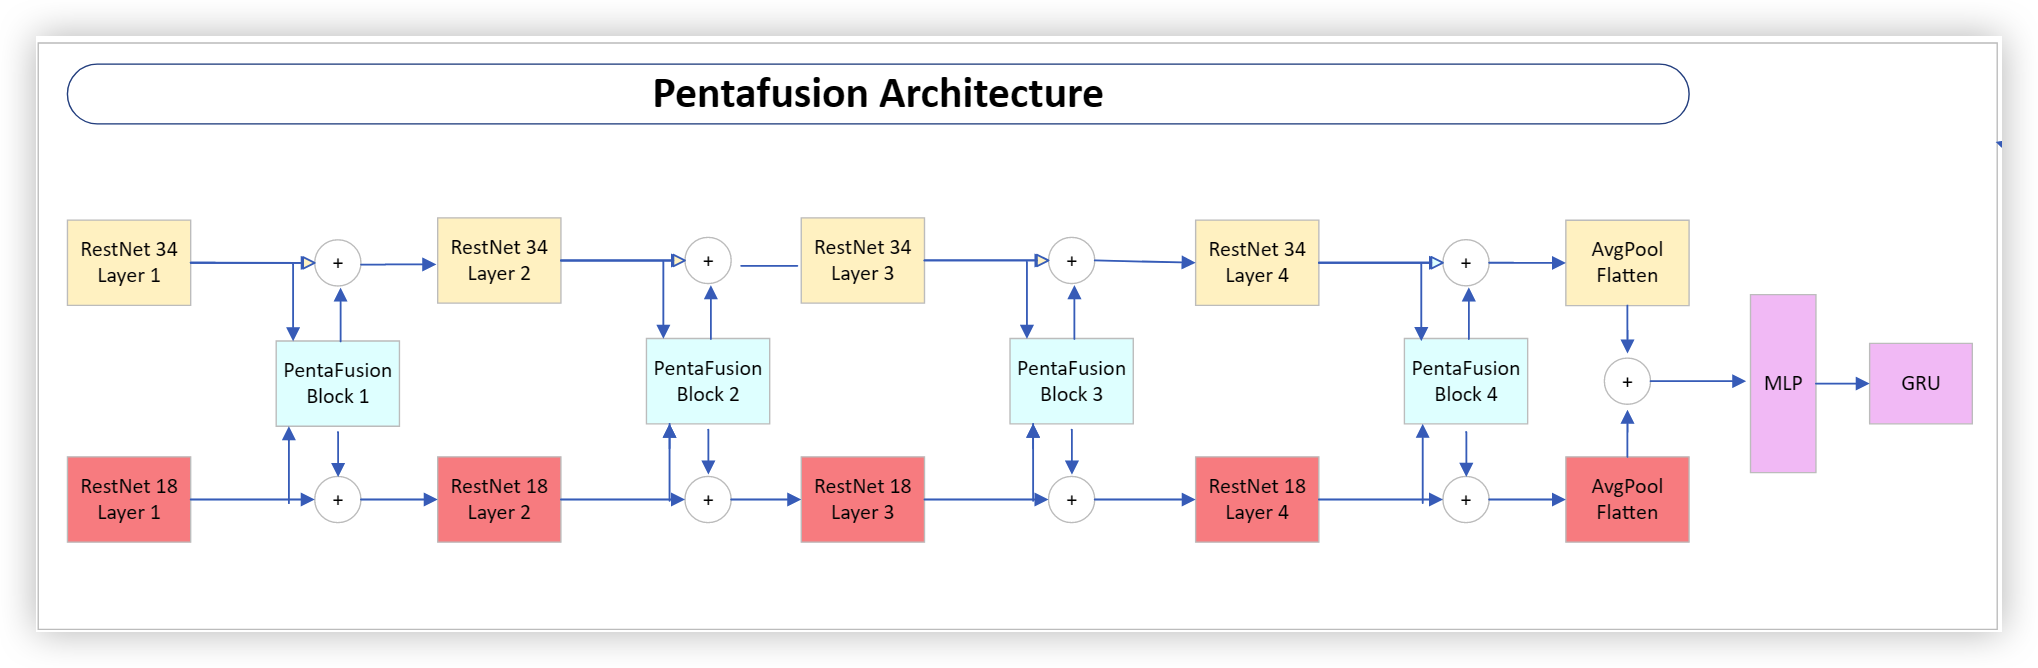 Pentafusion Architecture
RestNet 34
Layer 1
+
RestNet 34
Layer 2
+
RestNet 34
Layer 3
+
RestNet 34
Layer 4
+
AvgPool
Flatten
PentaFusion
Block 1
PentaFusion
Block 2
PentaFusion
Block 3
PentaFusion
Block 4
+
MLP
GRU
RestNet 18
Layer 1
+
RestNet 18
Layer 2
+
RestNet 18
Layer 3
+
RestNet 18
Layer 4
+
AvgPool
Flatten